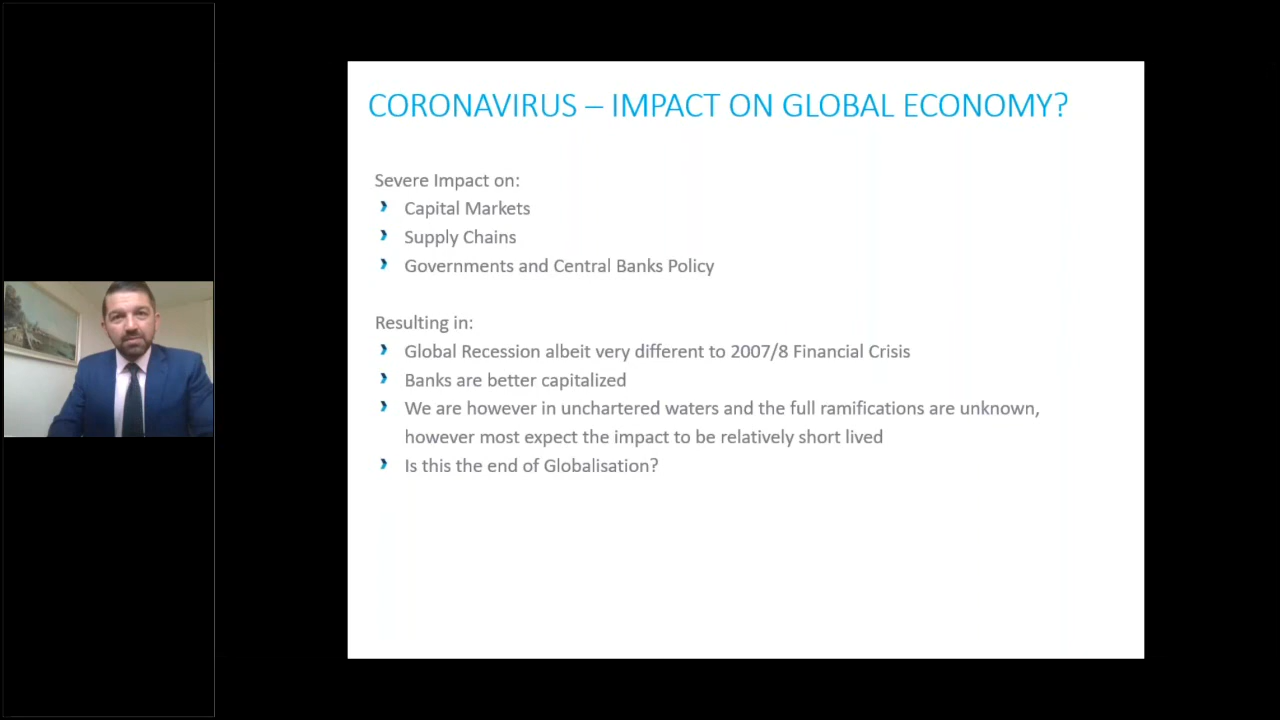 CORONAVIRUS – IMPACT ON GLOBAL ECONOMY?
Severe Impact on:
Capital Markets
Supply Chains
Governments and Central Banks Policy
Resulting in:
Global Recession albeit very different to 2007/8 Financial Crisis
Banks are better capitalized
We are however in unchartered waters and the full ramifications are unknown,
however most expect the impact to be relatively short lived
Is this the end of Globalisation?